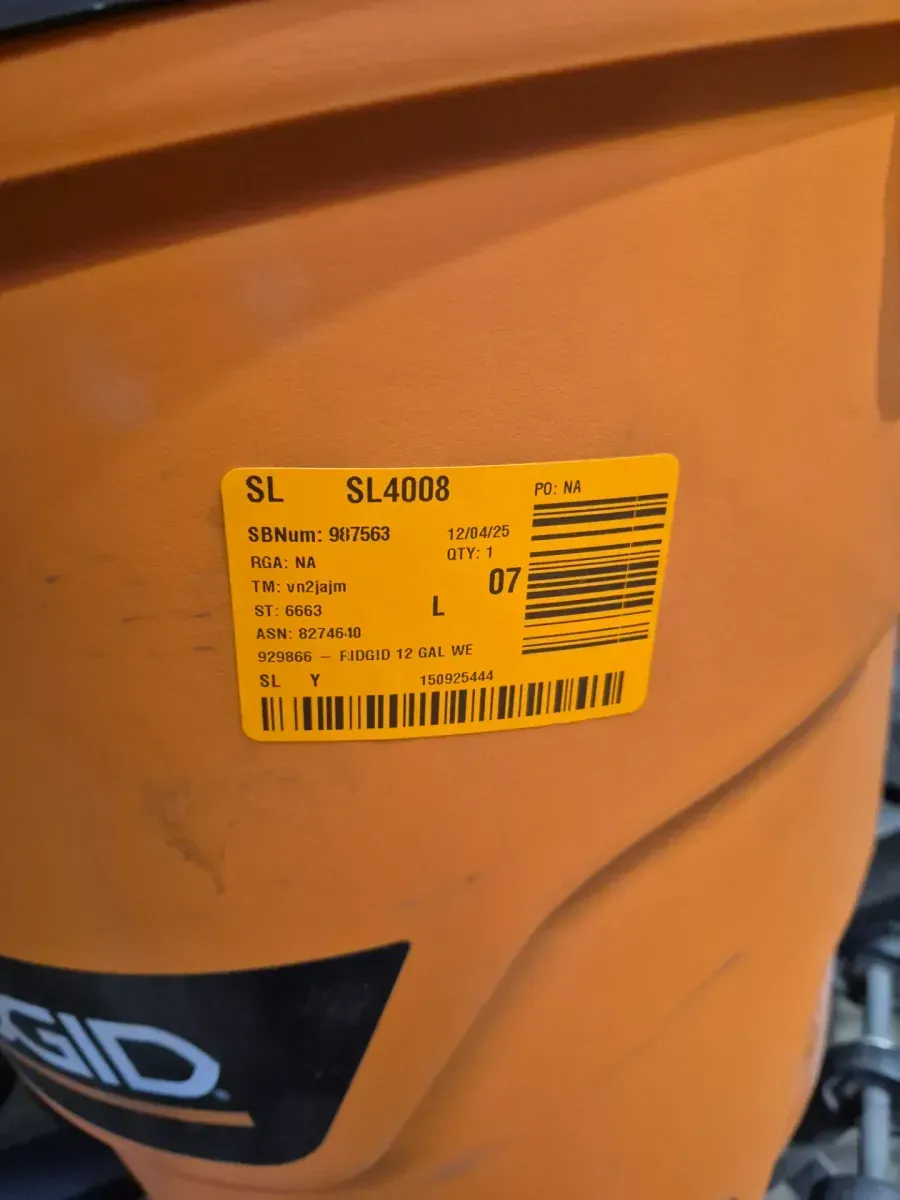 SL SL4008 PO: NA
SBNum: 987563 12/04/25
RGA: NA QTY: 1
TM: vn2jajm 07
ST: 6663 L
ASN: 8274640
929866 – RIDGID 12 GAL WE
SL Y 150925444
GID